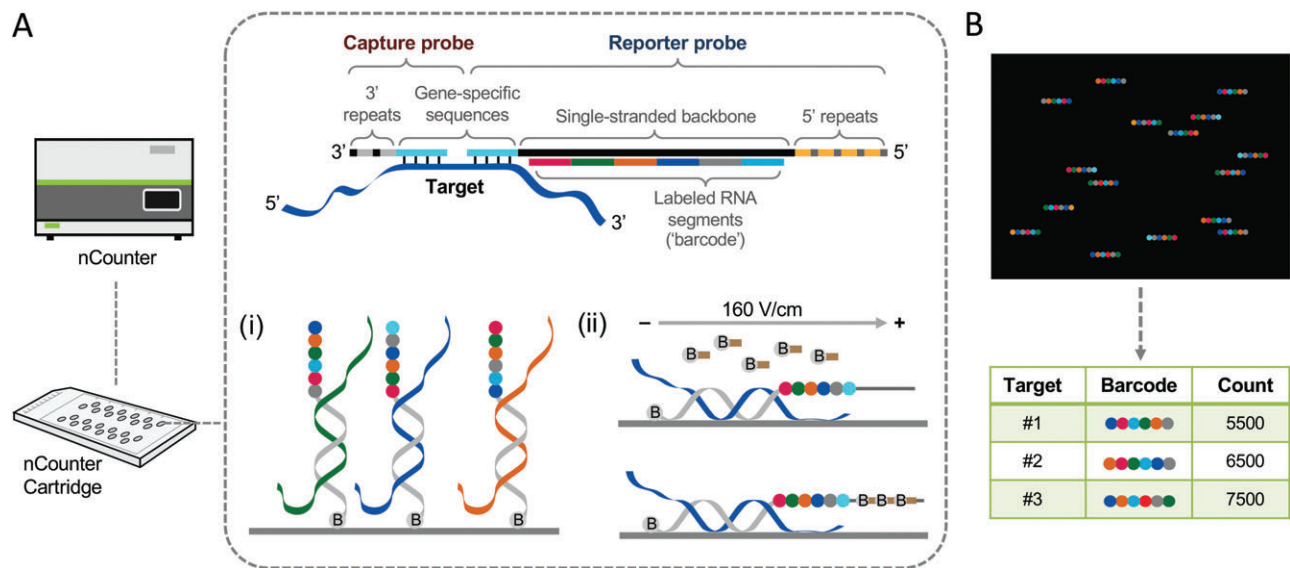 A
nCounter
nCounter
Cartridge
Capture probe
Reporter probe
3’
repeats
Gene-specific
sequences
Single-stranded backbone
5’ repeats
3’
5’
Target
5’
3’
Labeled RNA
segments
(‘barcode’)
(i)
B
B
B
(ii)
160 V/cm
– +
B
B
B
B
B
B
B
B B B
B
Target Barcode Count
#1 5500
#2 6500
#3 7500